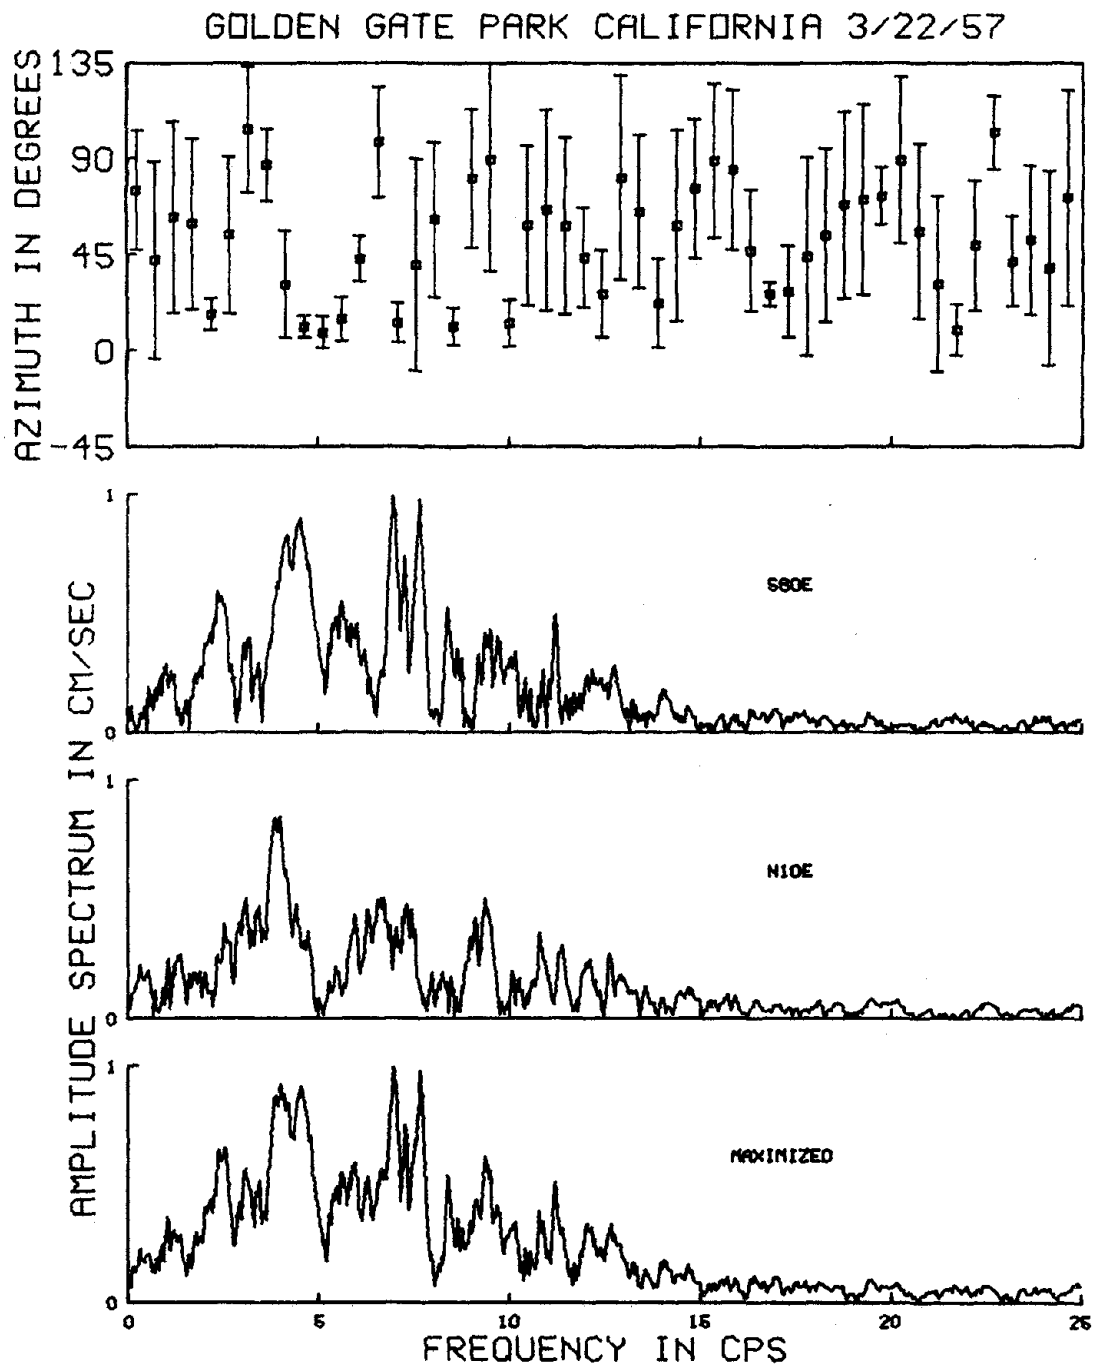 GOLDEN GATE PARK CALIFORNIA 3/22/57
AZIMUTH IN DEGREES
135
90
45
0
-45
AMPLITUDE SPECTRUM IN CM/SEC
1
S80E
0
1
N10E
0
1
MAXIMIZED
0
0 5 10 15 20 25
FREQUENCY IN CPS